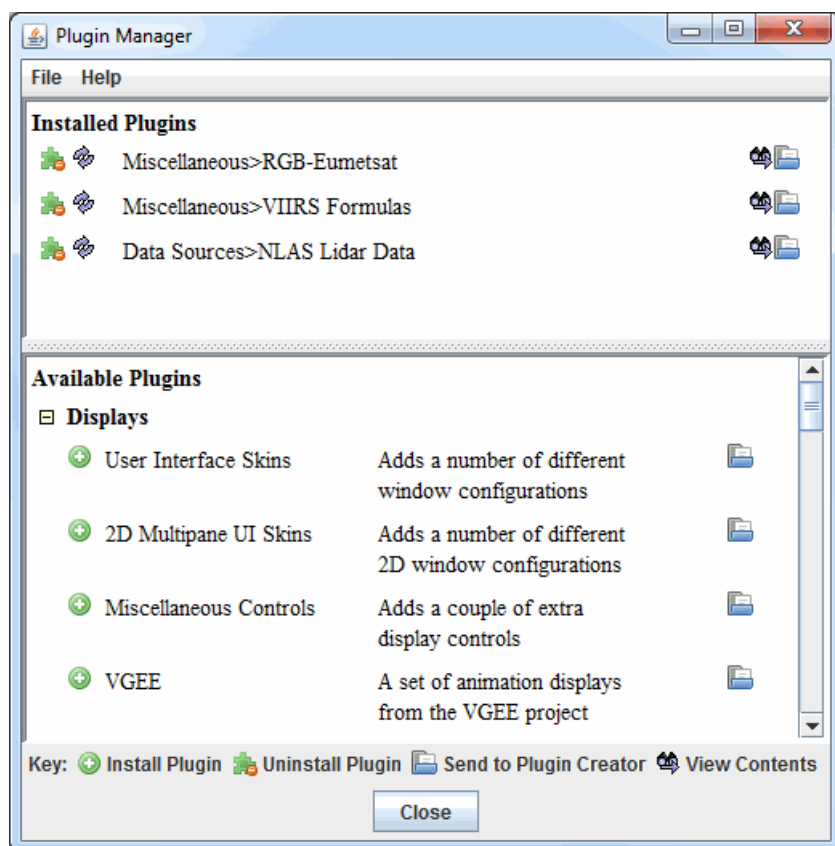 Plugin Manager
File Help
Installed Plugins
Miscellaneous>RGB-Eumetsat
Miscellaneous>VIIRS Formulas
Data Sources>NLAS Lidar Data
Available Plugins
Displays
User Interface Skins Adds a number of different
window configurations
2D Multipane UI Skins Adds a number of different
2D window configurations
Miscellaneous Controls Adds a couple of extra
display controls
VGEE A set of animation displays
from the VGEE project
Key: Install Plugin Uninstall Plugin Send to Plugin Creator View Contents
Close